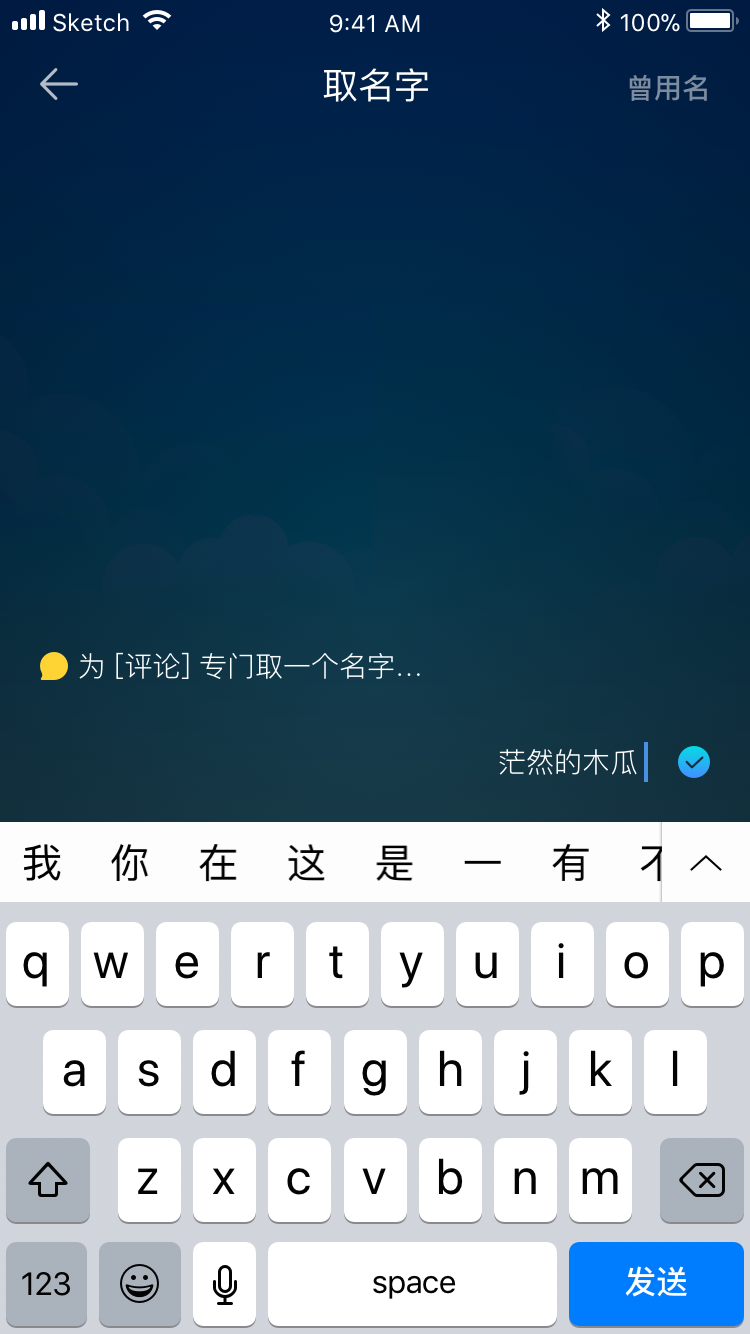 Sketch 9:41 AM 100%
取名字 曾用名
为 [评论] 专门取一个名字...
茫然的木瓜
我 你 在 这 是 一 有
q w e r t y u i o p
a s d f g h j k l
z x c v b n m
123 space 发送